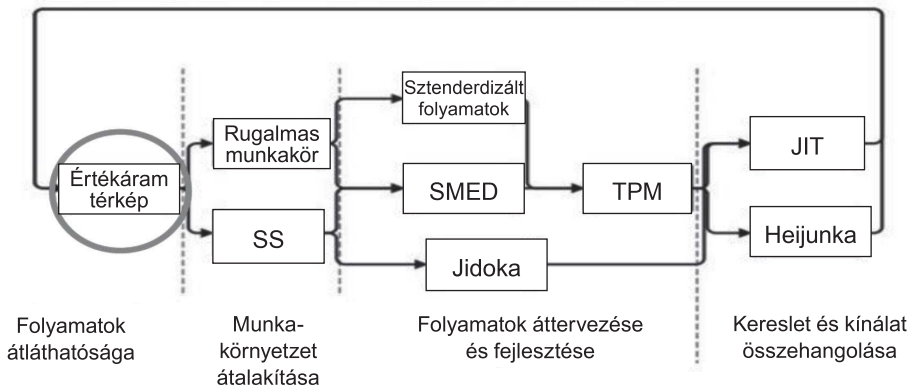 Értékáram
térkép
Rugalmas
munkakör
SS
Sztenderdizált
folyamatok
SMED
Jidoka
TPM
JIT
Heijunka
Folyamatok
átláthatósága
Munka-
környetzet
átalakítása
Folyamatok áttervezése
és fejlesztése
Kereslet és kínálat
összehangolása